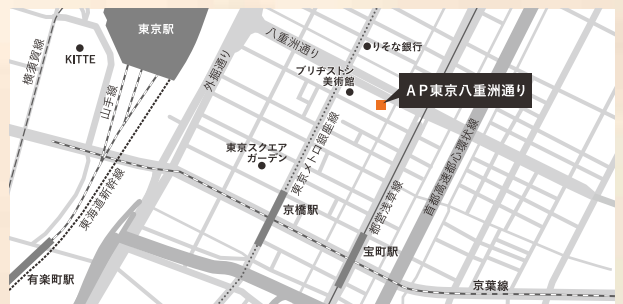 東京駅
KITTE
横須賀線
山手線
外堀通り
八重洲通り
りそな銀行
ブリヂストン
美術館
AP東京八重洲通り
東京スクエア
ガーデン
東京メトロ銀座線
東海道新幹線
京橋駅
都営浅草線
首都高速都心環状線
宝町駅
有楽町駅
京葉線